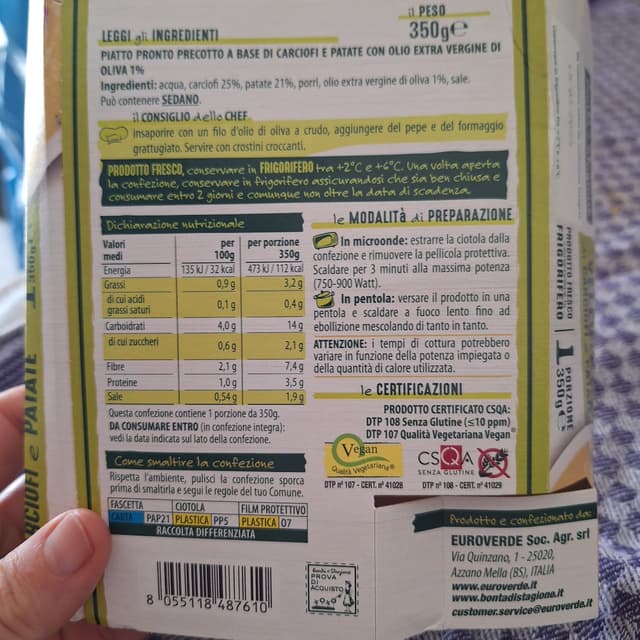 il PESO
350g℮
LEGGI gli INGREDIENTI
PIATTO PRONTO PRECOTTO A BASE DI CARCIOFI E PATATE CON OLIO EXTRA VERGINE DI
OLIVA 1%
Ingredienti: acqua, carciofi 25%, patate 21%, porri, olio extra vergine di oliva 1%, sale.
Può contenere SEDANO.
il CONSIGLIO dello CHEF
insaporire con un filo d'olio di oliva a crudo, aggiungere del pepe e del formaggio
grattugiato. Servire con crostini croccanti.
PRODOTTO FRESCO, conservare in FRIGORIFERO tra +2°C e +6°C. Una volta aperta
la confezione, conservare in frigorifero assicurandosi che sia ben chiusa e
consumare entro 2 giorni e comunque non oltre la data di scadenza.
Dichiarazione nutrizionale
Valori medi per 100g per porzione 350g
Energia 135 kJ / 32 kcal 473 kJ / 112 kcal
Grassi 0,9 g 3,2 g
di cui acidi grassi saturi 0,1 g 0,4 g
Carboidrati 4,0 g 14 g
di cui zuccheri 0,6 g 2,1 g
Fibre 2,1 g 7,4 g
Proteine 1,0 g 3,5 g
Sale 0,54 g 1,9 g
Questa confezione contiene 1 porzione da 350g.
DA CONSUMARE ENTRO (in confezione integra):
vedi la data indicata sul lato della confezione.
Come smaltire la confezione
Rispetta l'ambiente, pulisci la confezione sporca
prima di smaltirla e segui le regole del tuo Comune.
FASCETTA CIOTOLA FILM PROTETTIVO
CARTA PAP21 PLASTICA PP5 PLASTICA 07
RACCOLTA DIFFERENZIATA
8 055118 487610
le MODALITÀ di PREPARAZIONE
In microonde: estrarre la ciotola dalla
confezione e rimuovere la pellicola protettiva.
Scaldare per 3 minuti alla massima potenza
(750-900 Watt).
In pentola: versare il prodotto in una
pentola e scaldare a fuoco lento fino ad
ebollizione mescolando di tanto in tanto.
ATTENZIONE: i tempi di cottura potrebbero
variare in funzione della potenza impiegata o
della quantità di calore utilizzata.
le CERTIFICAZIONI
PRODOTTO CERTIFICATO CSQA:
DTP 108 Senza Glutine (≤10 ppm)
DTP 107 Qualità Vegetariana Vegan®
Vegan
Qualità Vegetariana®
DTP n° 107 - CERT. n° 41028
CSQA
SENZA GLUTINE
DTP n° 108 - CERT. n° 41029
PROVA
DI
ACQUISTO
Prodotto e confezionato da:
EUROVERDE Soc. Agr. srl
Via Quinzano, 1 - 25020,
Azzano Mella (BS), ITALIA
www.euroverde.it
www.bontadistagione.it
customer.service@euroverde.it
PRODOTTO FRESCO
FRIGORIFERO
1 PORZIONE
350g℮
CIOFI e PATATE